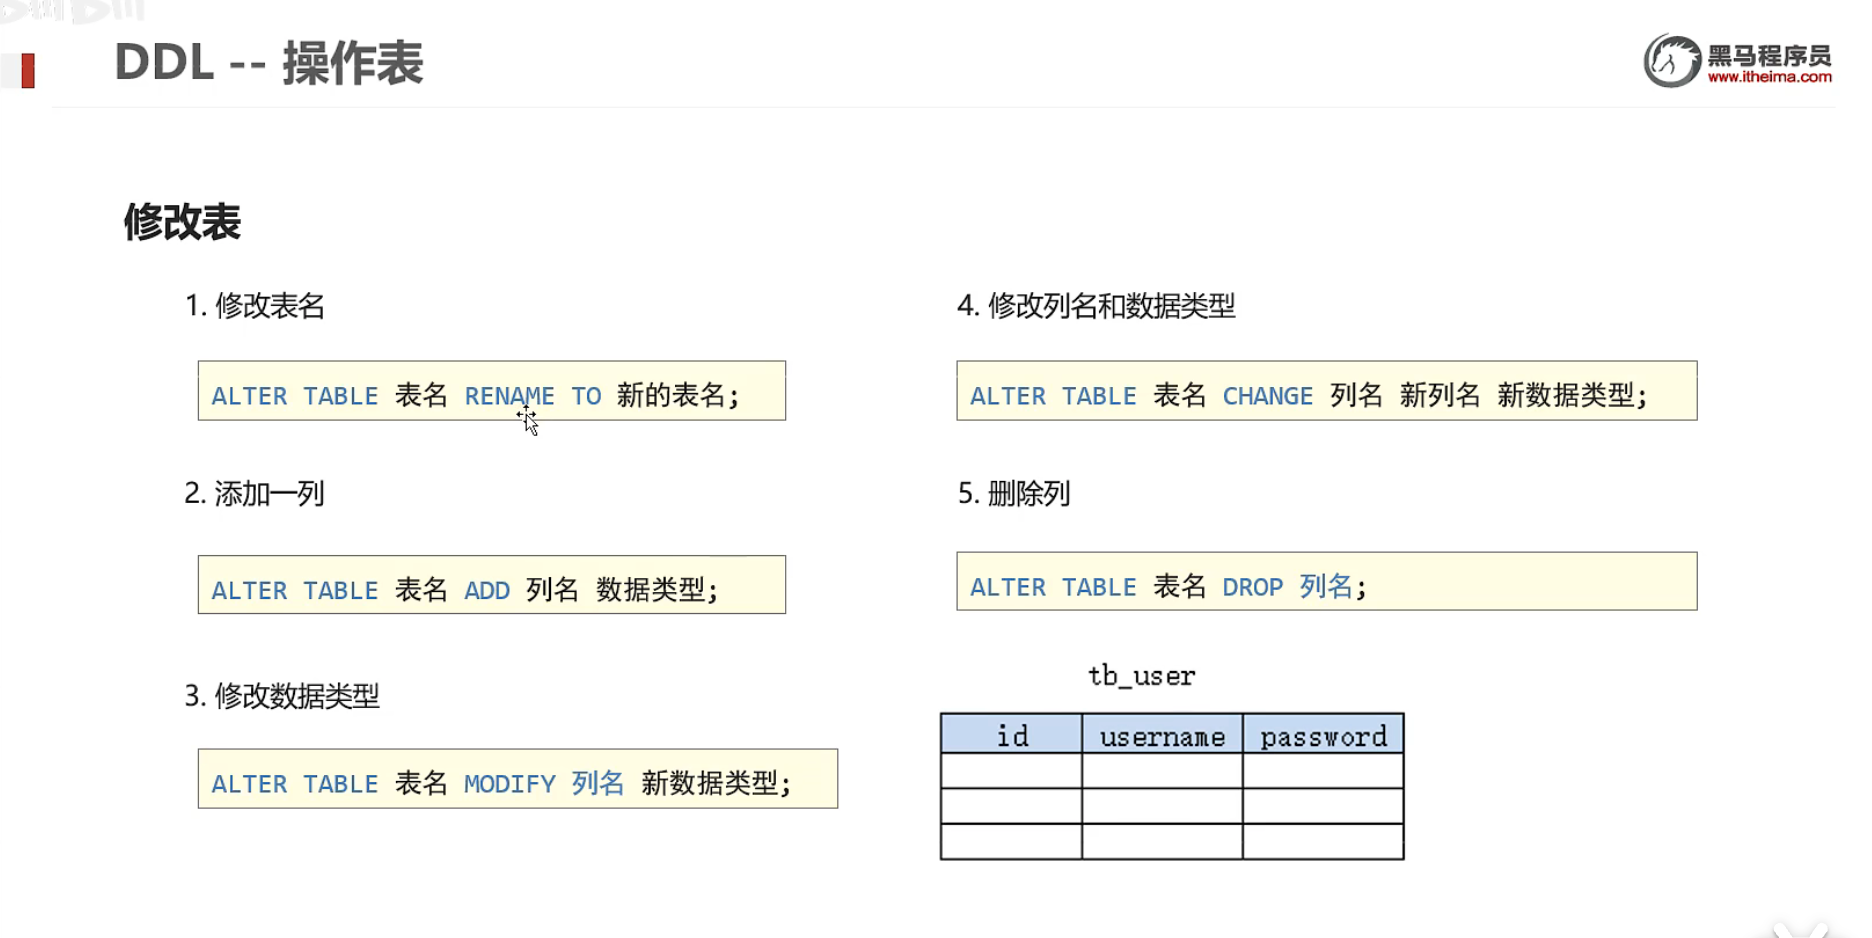 DDL -- 操作表
黑马程序员
www.itheima.com
修改表
1. 修改表名
ALTER TABLE 表名 RENAME TO 新的表名;
2. 添加一列
ALTER TABLE 表名 ADD 列名 数据类型;
3. 修改数据类型
ALTER TABLE 表名 MODIFY 列名 新数据类型;
4. 修改列名和数据类型
ALTER TABLE 表名 CHANGE 列名 新列名 新数据类型;
5. 删除列
ALTER TABLE 表名 DROP 列名;
tb_user
id username password